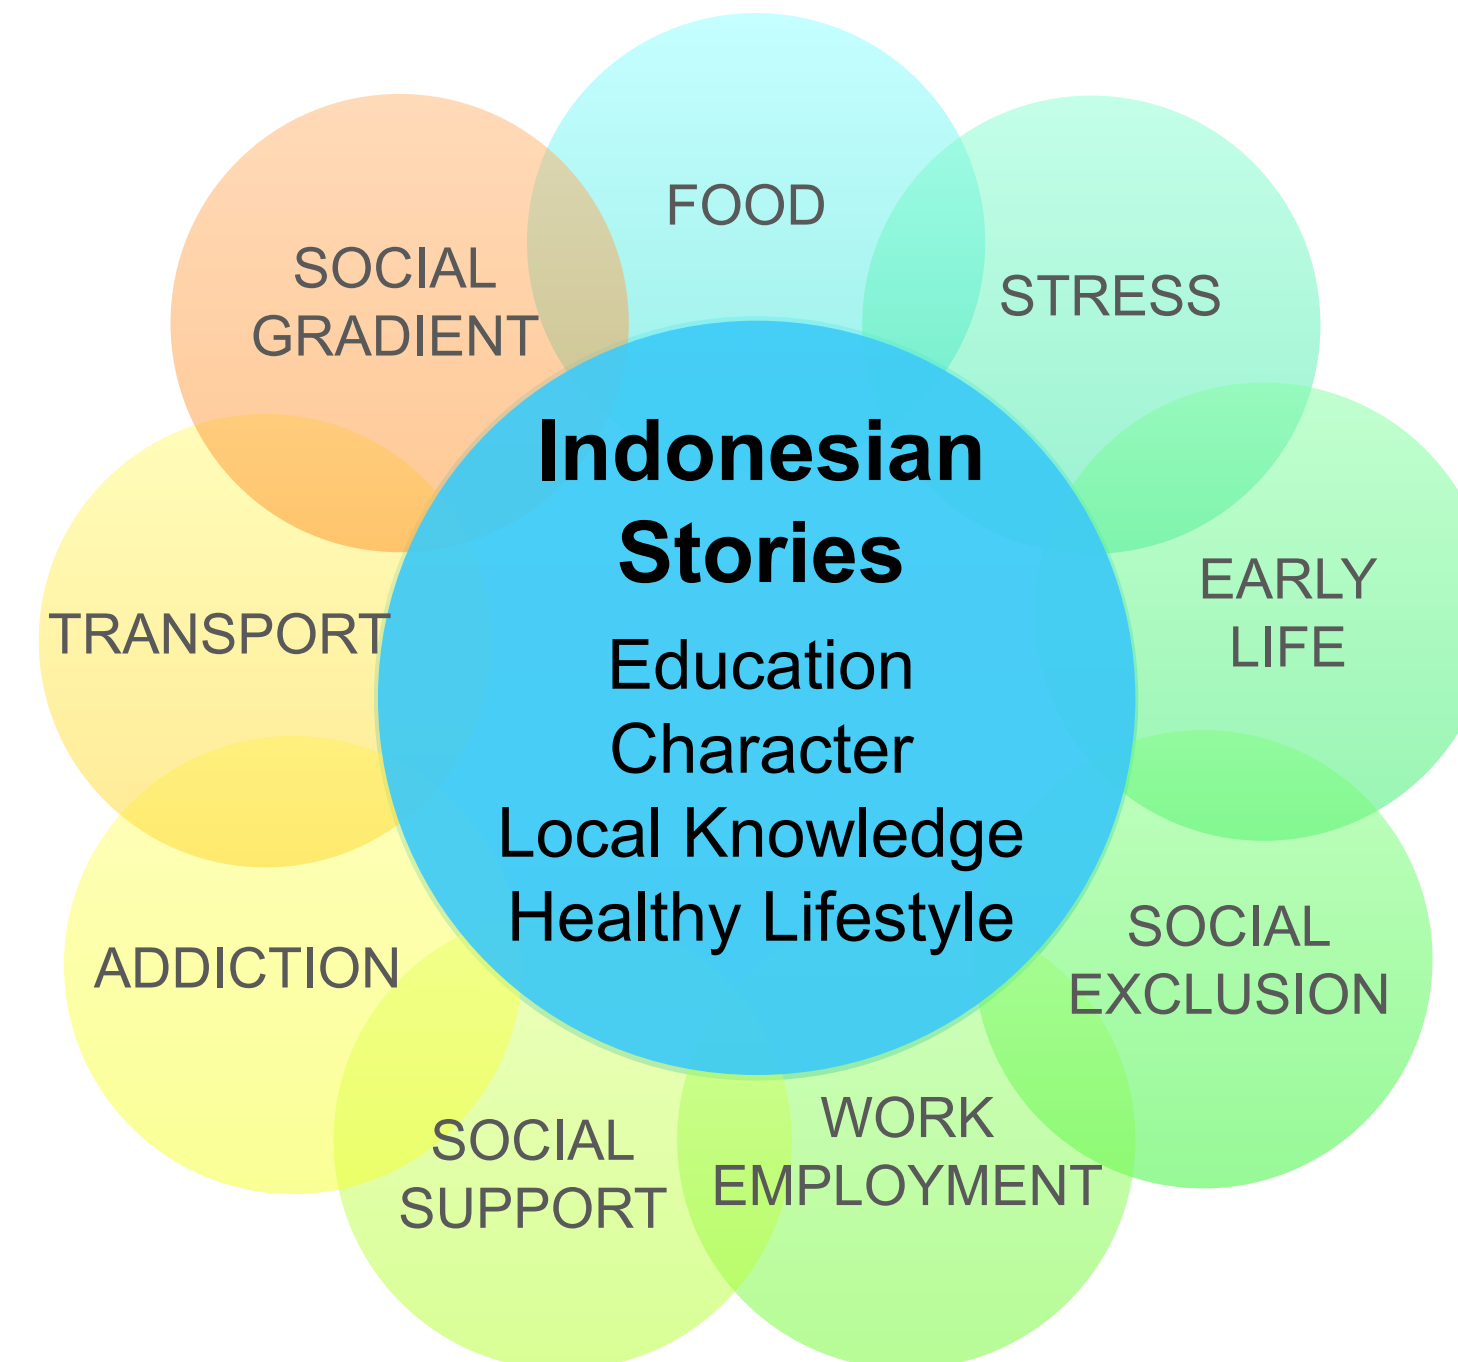 FOOD
STRESS
EARLY
LIFE
SOCIAL
EXCLUSION
WORK
EMPLOYMENT
SOCIAL
SUPPORT
ADDICTION
TRANSPORT
SOCIAL
GRADIENT
Indonesian
Stories
Education
Character
Local Knowledge
Healthy Lifestyle